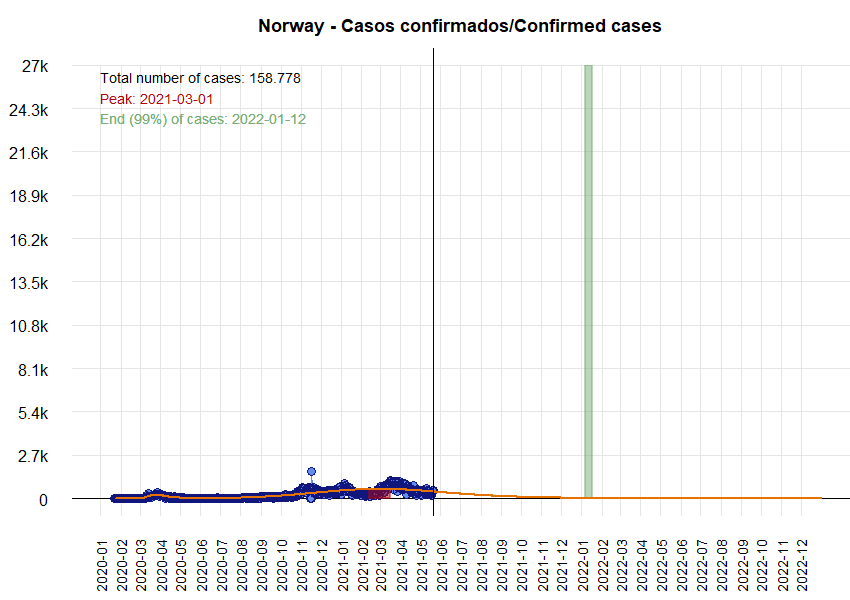 Norway - Casos confirmados/Confirmed cases
27k
24.3k
21.6k
18.9k
16.2k
13.5k
10.8k
8.1k
5.4k
2.7k
0
Total number of cases: 158.778
Peak: 2021-03-01
End (99%) of cases: 2022-01-12
2020-01
2020-02
2020-03
2020-04
2020-05
2020-06
2020-07
2020-08
2020-09
2020-10
2020-11
2020-12
2021-01
2021-02
2021-03
2021-04
2021-05
2021-06
2021-07
2021-08
2021-09
2021-10
2021-11
2021-12
2022-01
2022-02
2022-03
2022-04
2022-05
2022-06
2022-07
2022-08
2022-09
2022-10
2022-11
2022-12